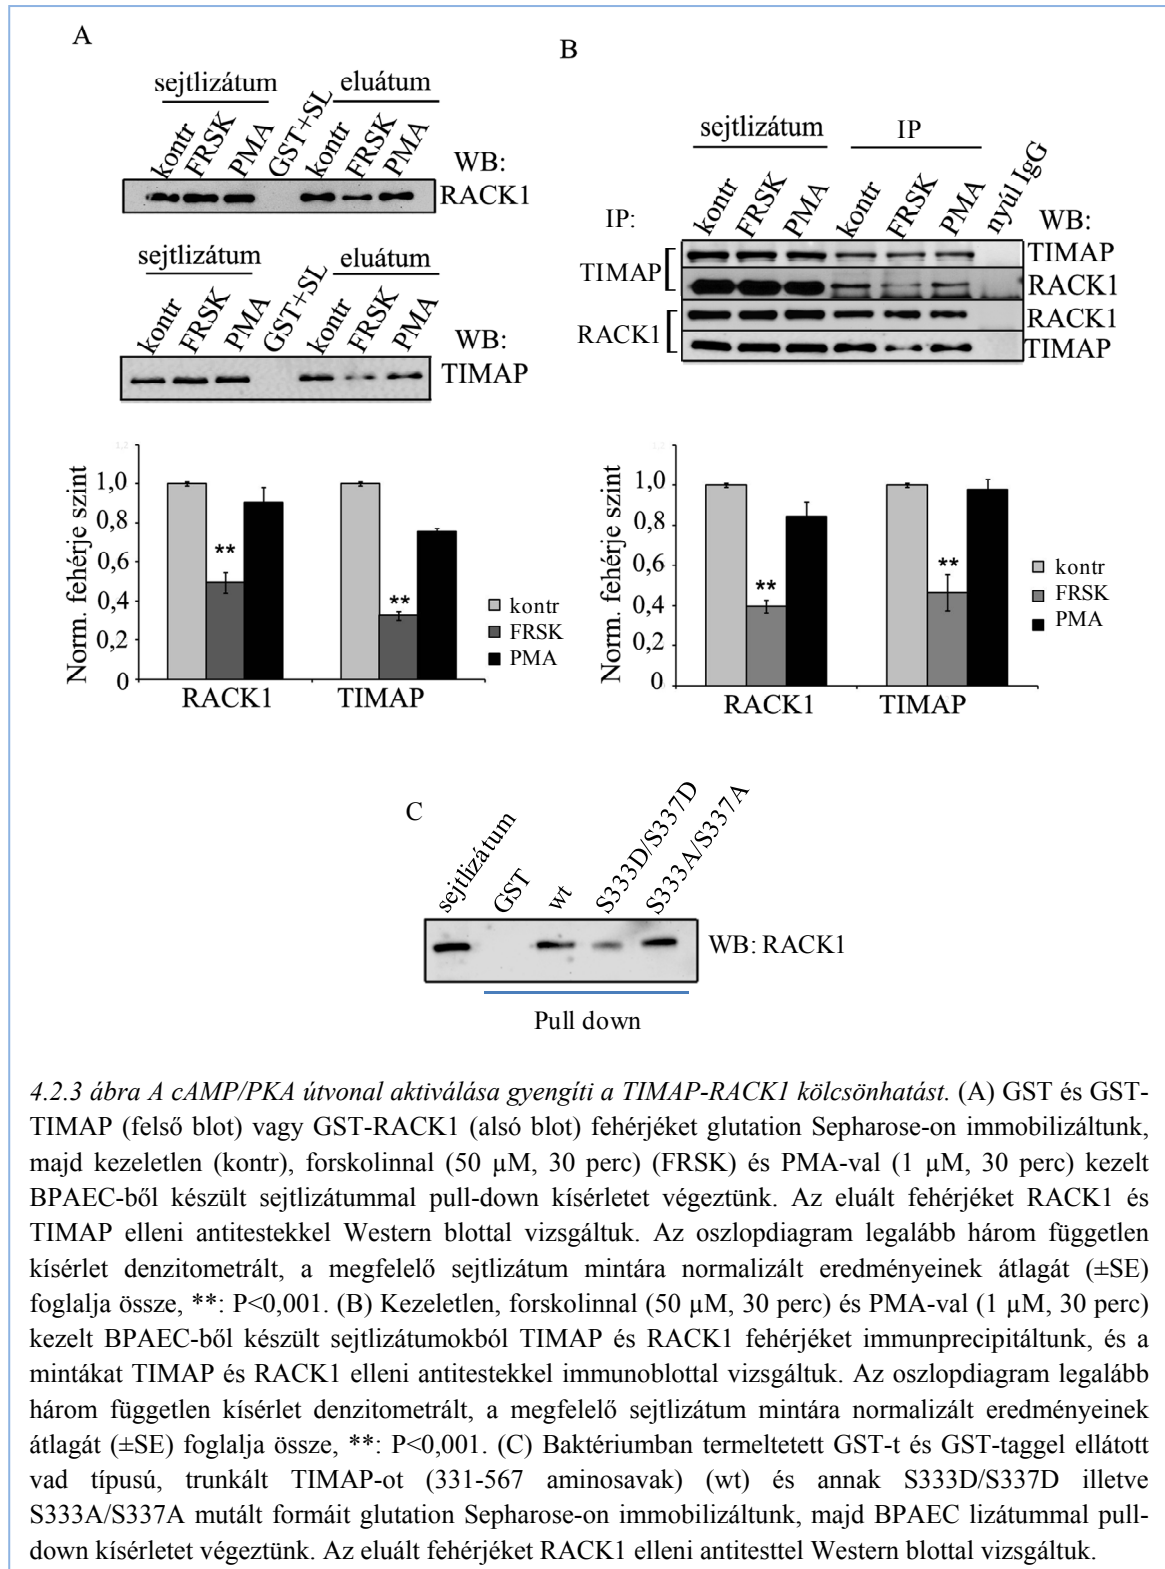 A
sejtlizátum
eluátum
kontr
FRSK
PMA
GST+SL
kontr
FRSK
PMA
WB:
RACK1
sejtlizátum
eluátum
kontr
FRSK
PMA
GST+SL
kontr
FRSK
PMA
WB:
TIMAP
Norm. fehérje szint
1,0
0,8
0,6
0,4
0,2
0
**
**
RACK1
TIMAP
kontr
FRSK
PMA
B
sejtlizátum
IP
IP:
kontr
FRSK
PMA
kontr
FRSK
PMA
nyúl IgG
WB:
TIMAP
TIMAP
RACK1
RACK1
RACK1
TIMAP
Norm. fehérje szint
1,0
0,8
0,6
0,4
0,2
0
**
**
RACK1
TIMAP
kontr
FRSK
PMA
C
sejtlizátum
GST
wt
S333D/S337D
S333A/S337A
WB: RACK1
Pull down
4.2.3 ábra A cAMP/PKA útvonal aktiválása gyengíti a TIMAP-RACK1 kölcsönhatást. (A) GST és GST-
TIMAP (felső blot) vagy GST-RACK1 (alsó blot) fehérjéket glutation Sepharose-on immobilizáltunk,
majd kezeletlen (kontr), forskolinnal (50 µM, 30 perc) (FRSK) és PMA-val (1 µM, 30 perc) kezelt
BPAEC-ből készült sejtlizátummal pull-down kísérletet végeztünk. Az eluált fehérjéket RACK1 és
TIMAP elleni antitestekkel Western blottal vizsgáltuk. Az oszlopdiagram legalább három független
kísérlet denzitometrált, a megfelelő sejtlizátum mintára normalizált eredményeinek átlagát (±SE)
foglalja össze, **: P<0,001. (B) Kezeletlen, forskolinnal (50 µM, 30 perc) és PMA-val (1 µM, 30 perc)
kezelt BPAEC-ből készült sejtlizátumokból TIMAP és RACK1 fehérjéket immunprecipitáltunk, és a
mintákat TIMAP és RACK1 elleni antitestekkel immunoblottal vizsgáltuk. Az oszlopdiagram legalább
három független kísérlet denzitometrált, a megfelelő sejtlizátum mintára normalizált eredményeinek
átlagát (±SE) foglalja össze, **: P<0,001. (C) Baktériumban termeltetett GST-t és GST-taggel ellátott
vad típusú, trunkált TIMAP-ot (331-567 aminosavak) (wt) és annak S333D/S337D illetve
S333A/S337A mutált formáit glutation Sepharose-on immobilizáltunk, majd BPAEC lizátummal pull-
down kísérletet végeztünk. Az eluált fehérjéket RACK1 elleni antitesttel Western blottal vizsgáltuk.